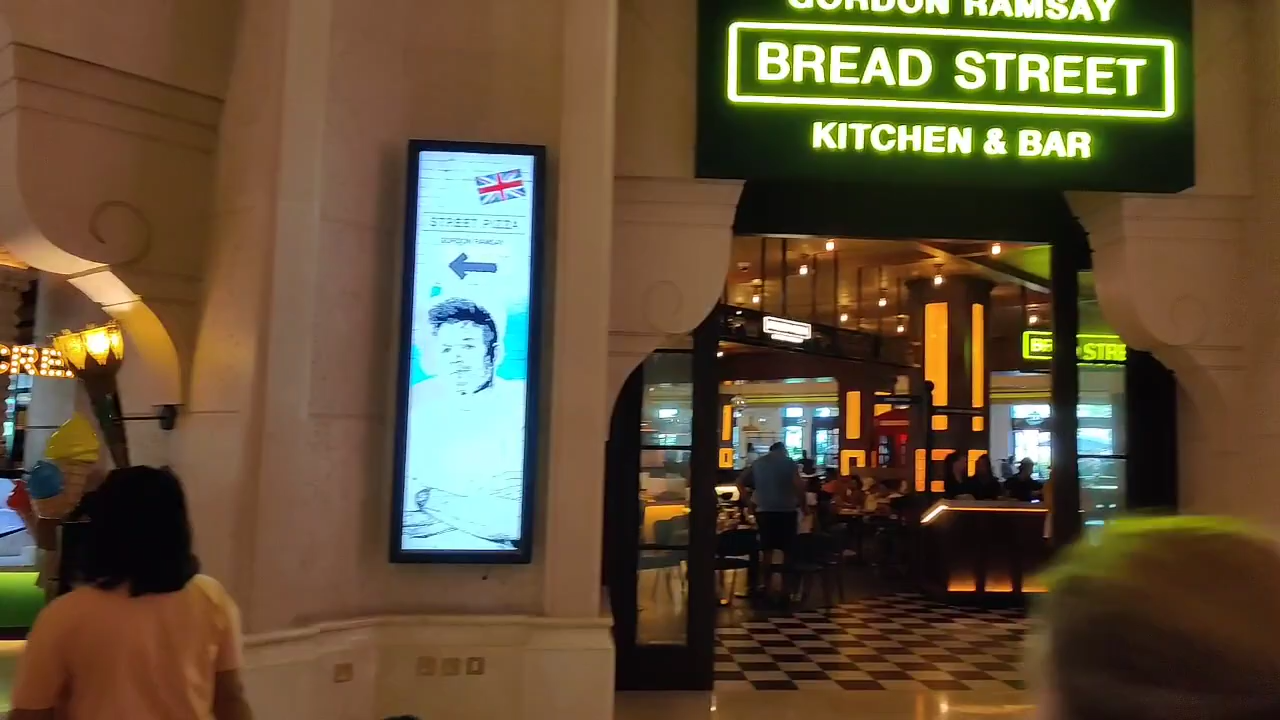 GORDON RAMSAY
BREAD STREET
KITCHEN & BAR
STREET PIZZA
GORDON RAMSAY